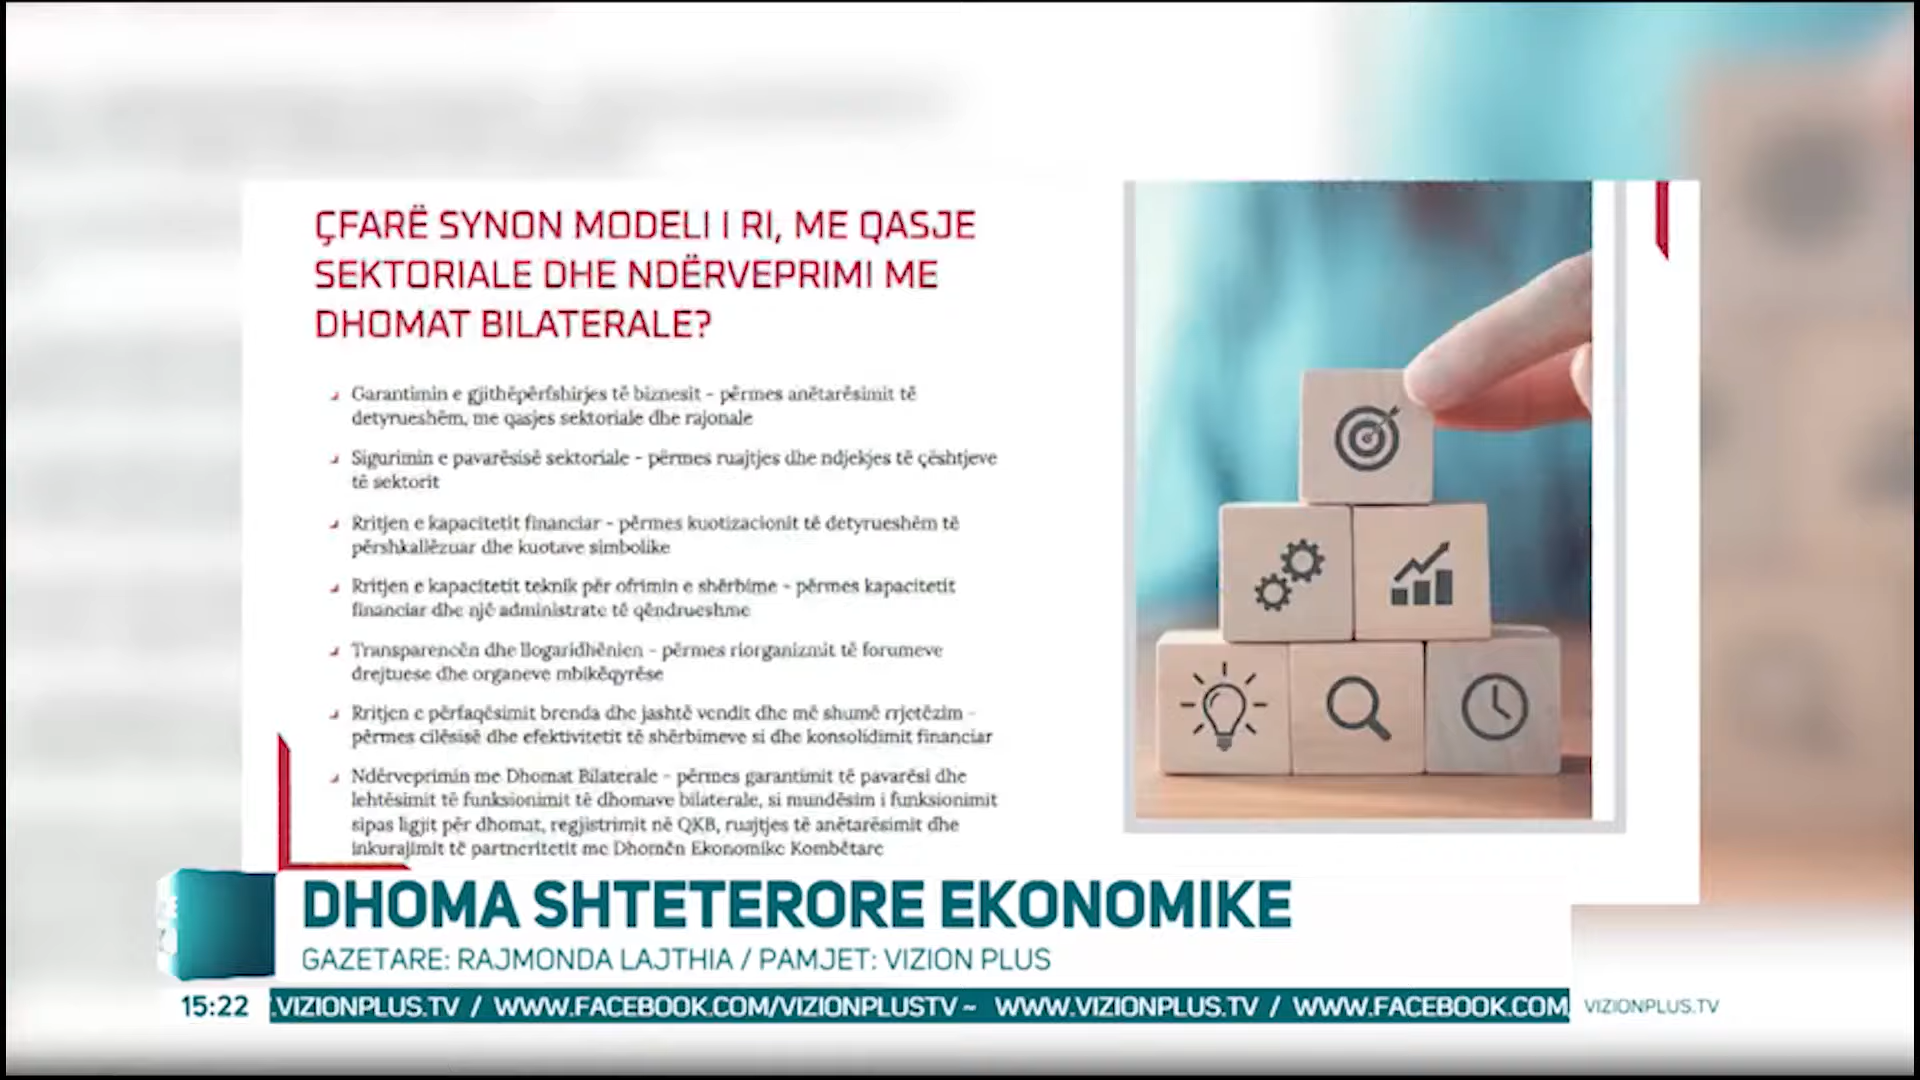 ÇFARË SYNON MODELI I RI, ME QASJE
SEKTORIALE DHE NDËRVEPRIMI ME
DHOMAT BILATERALE?
Garantimin e gjithëpërfshirjes të biznesit - përmes anëtarësimit të
detyrueshëm, me qasjes sektoriale dhe rajonale
Sigurimin e pavarësisë sektoriale - përmes ruajtjes dhe ndjekjes të çështjeve
të sektorit
Rritjen e kapacitetit financiar - përmes kuotizacionit të detyrueshëm të
përshkallëzuar dhe kuotave simbolike
Rritjen e kapacitetit teknik për ofrimin e shërbime - përmes kapacitetit
financiar dhe një administrate të qëndrueshme
Transparencën dhe llogaridhënien - përmes riorganizmit të forumeve
drejtuese dhe organeve mbikëqyrëse
Rritjen e përfaqësimit brenda dhe jashtë vendit dhe më shumë rrjetëzim -
përmes cilësisë dhe efektivitetit të shërbimeve si dhe konsolidimit financiar
Ndërveprimin me Dhomat Bilaterale - përmes garantimit të pavarësi dhe
lehtësimit të funksionimit të dhomave bilaterale, si mundësim i funksionimit
sipas ligjit për dhomat, regjistrimit në QKB, ruajtjes të anëtarësimit dhe
inkurajimit të partneritetit me Dhomën Ekonomike Kombëtare
DHOMA SHTETERORE EKONOMIKE
GAZETARE: RAJMONDA LAJTHIA / PAMJET: VIZION PLUS
15:22 .VIZIONPLUS.TV / WWW.FACEBOOK.COM/VIZIONPLUSTV ~ WWW.VIZIONPLUS.TV / WWW.FACEBOOK.COM VIZIONPLUS.TV